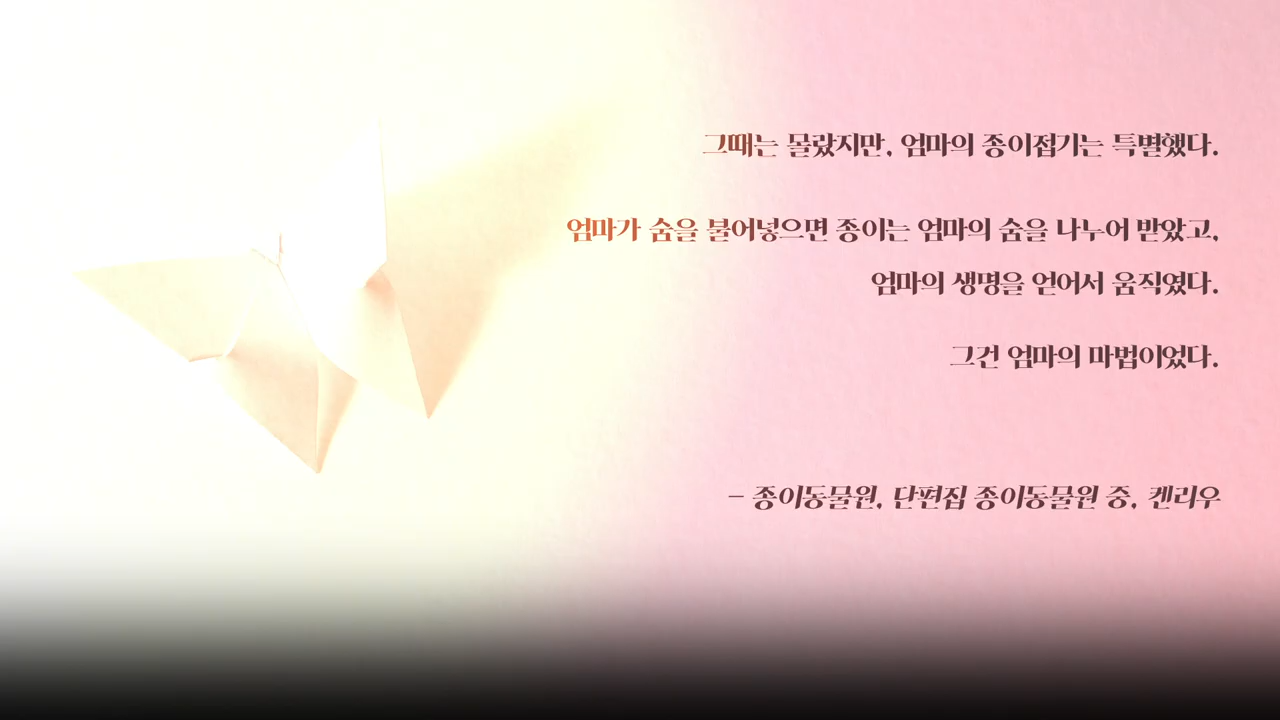 그때는 몰랐지만, 엄마의 종이접기는 특별했다.
엄마가 숨을 불어넣으면 종이는 엄마의 숨을 나누어 받았고,
엄마의 생명을 얻어서 움직였다.
그건 엄마의 마법이었다.
- 종이동물원, 단편집 종이동물원 중, 켄리우